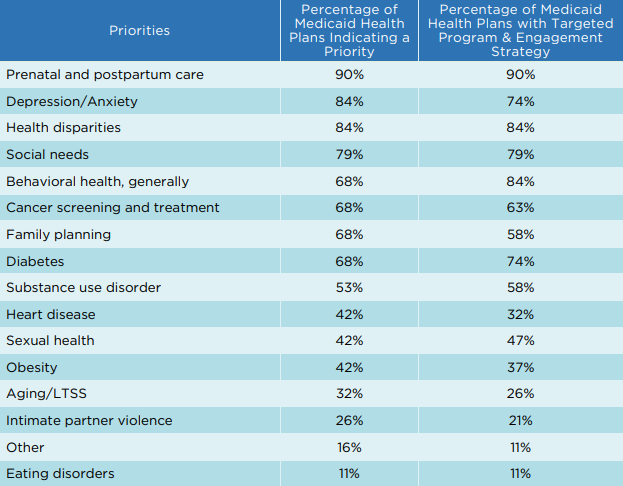 Priorities
Percentage of
Medicaid Health
Plans Indicating a
Priority
Percentage of Medicaid
Health Plans with Targeted
Program & Engagement
Strategy
Prenatal and postpartum care 90% 90%
Depression/Anxiety 84% 74%
Health disparities 84% 84%
Social needs 79% 79%
Behavioral health, generally 68% 84%
Cancer screening and treatment 68% 63%
Family planning 68% 58%
Diabetes 68% 74%
Substance use disorder 53% 58%
Heart disease 42% 32%
Sexual health 42% 47%
Obesity 42% 37%
Aging/LTSS 32% 26%
Intimate partner violence 26% 21%
Other 16% 11%
Eating disorders 11% 11%